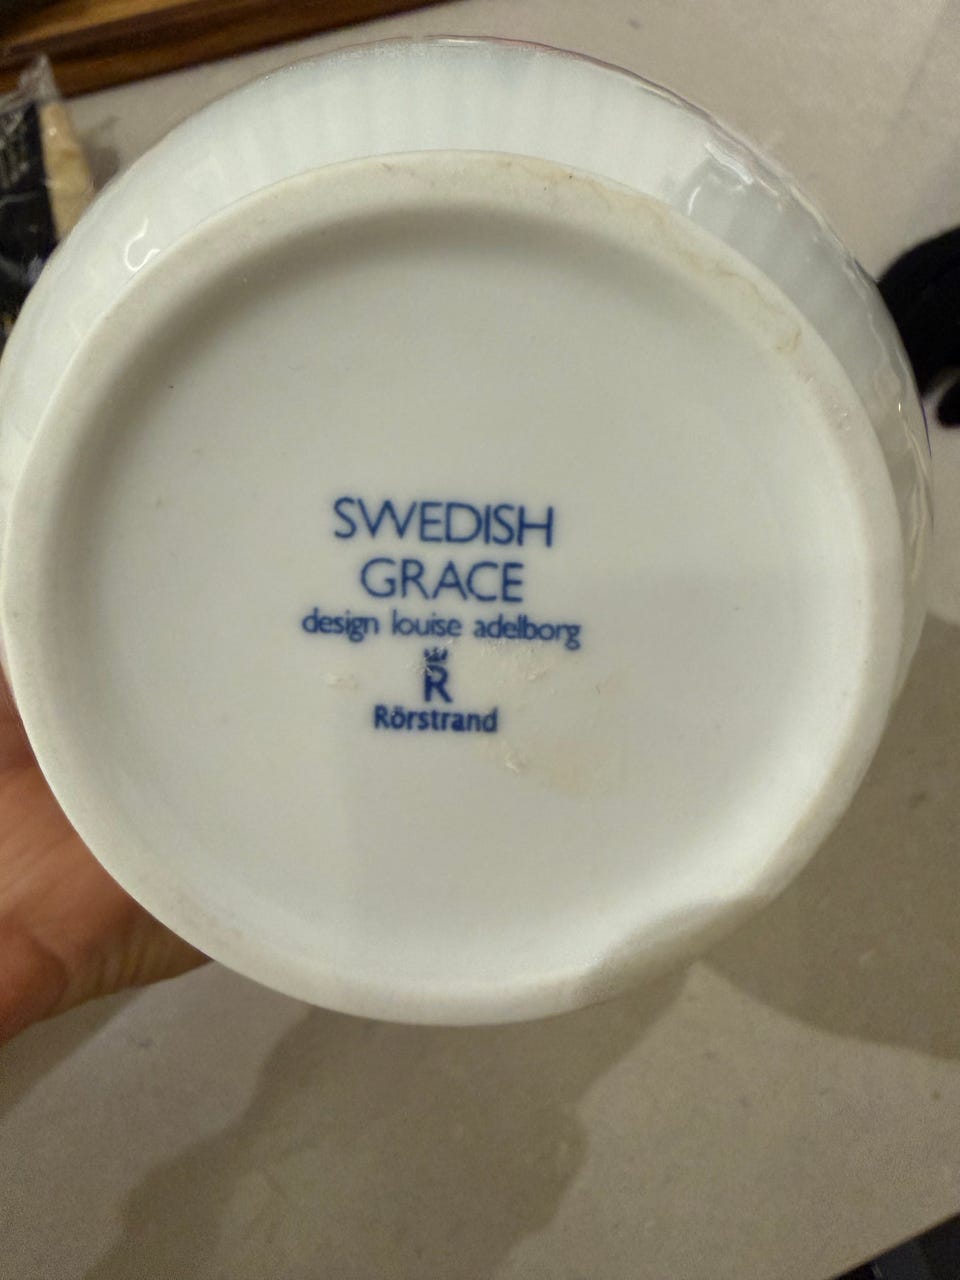 SWEDISH
GRACE
design louise adelborg
R
Rörstrand